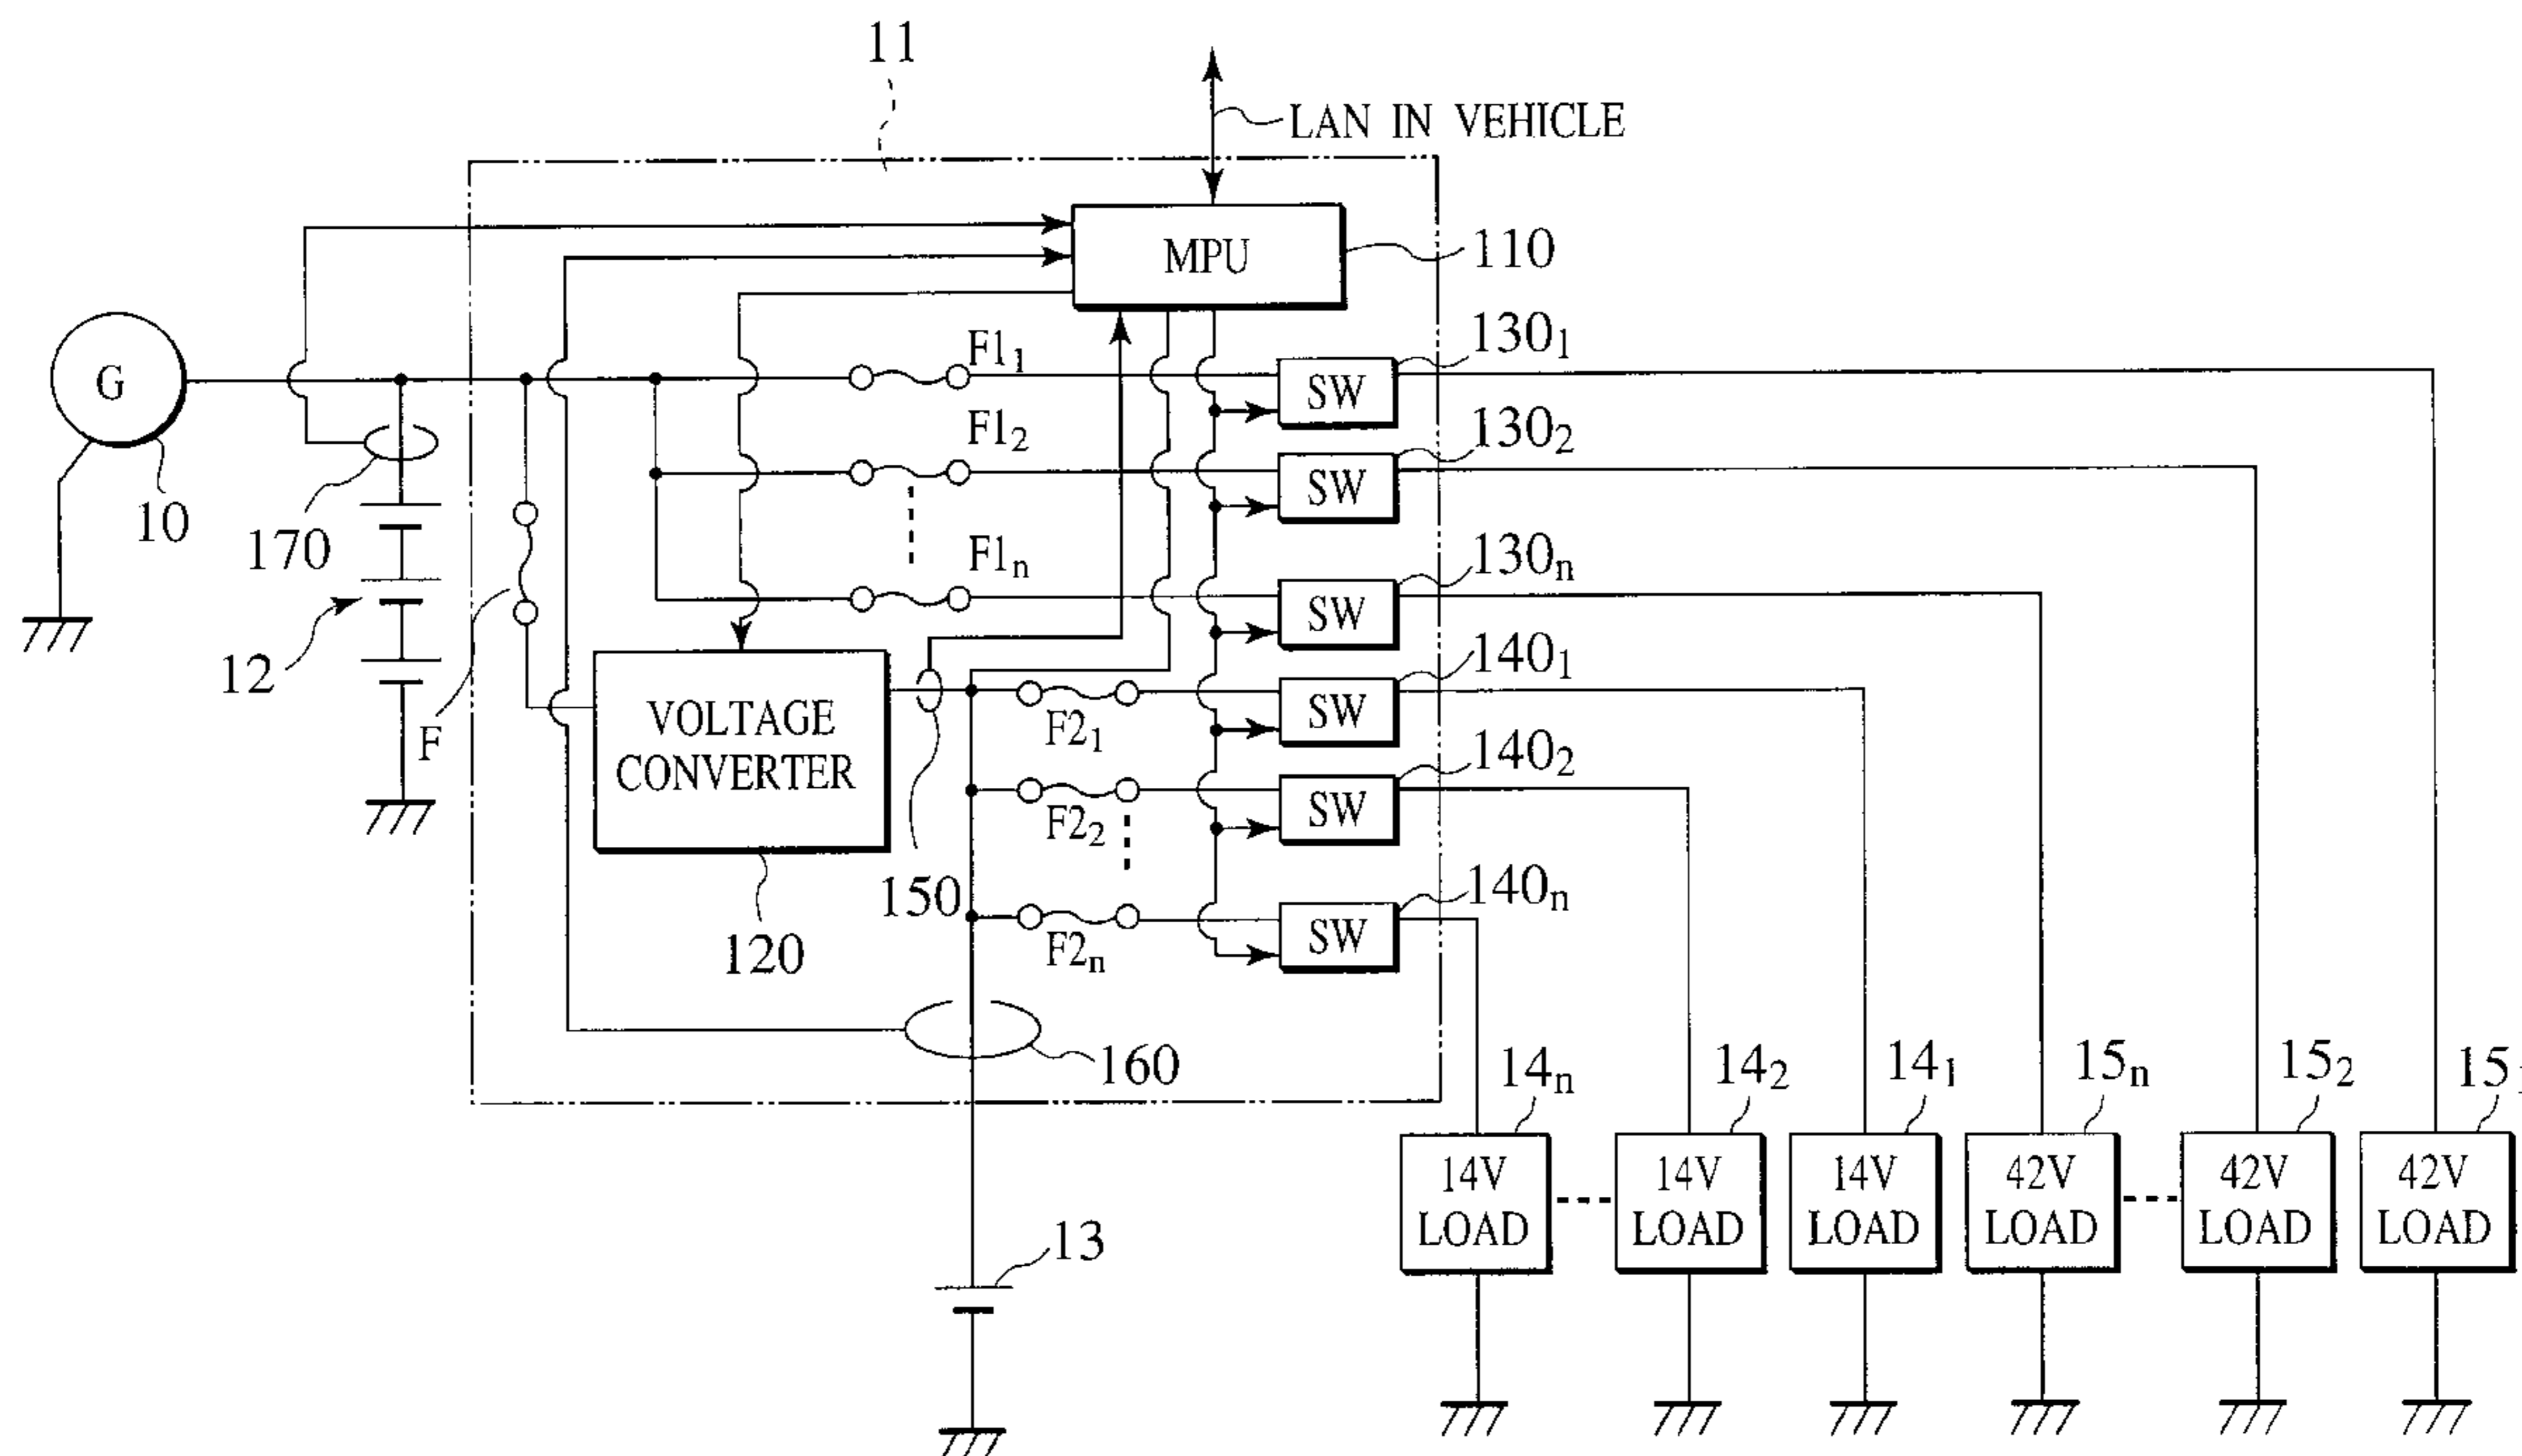 11
LAN IN VEHICLE
MPU
110
G
10
170
12
F
F1₁
F1₂
F1ₙ
SW
130₁
SW
130₂
SW
130ₙ
SW
140₁
SW
140₂
SW
140ₙ
VOLTAGE
CONVERTER
120
150
F2₁
F2₂
F2ₙ
160
13
14ₙ
14₂
14₁
15ₙ
15₂
15₁
14V
LOAD
14V
LOAD
14V
LOAD
42V
LOAD
42V
LOAD
42V
LOAD